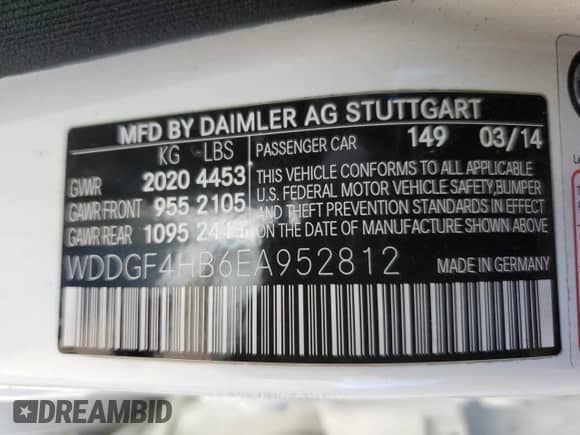 MFD BY DAIMLER AG STUTTGART
KG LBS PASSENGER CAR 149 03/14
GVWR 2020 4453 THIS VEHICLE CONFORMS TO ALL APPLICABLE
U.S. FEDERAL MOTOR VEHICLE SAFETY,BUMPER
GAWR FRONT 955 2105 AND THEFT PREVENTION STANDARDS IN EFFECT
GAWR REAR 1095 ON THE DATE OF MANUFACTURE SHOWN ABOVE
WDDGF4HB6EA952812 MADE IN GERMANY
DREAMBID